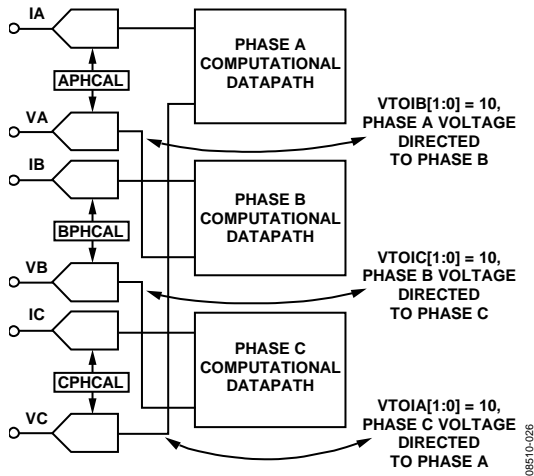 IA
PHASE A
COMPUTATIONAL
DATAPATH
APHCAL
VTOIB[1:0] = 10,
PHASE A VOLTAGE
DIRECTED
TO PHASE B
VA
IB
PHASE B
COMPUTATIONAL
DATAPATH
BPHCAL
VTOIC[1:0] = 10,
PHASE B VOLTAGE
DIRECTED
TO PHASE C
VB
IC
PHASE C
COMPUTATIONAL
DATAPATH
CPHCAL
VTOIA[1:0] = 10,
PHASE C VOLTAGE
DIRECTED
TO PHASE A
VC
08510-026